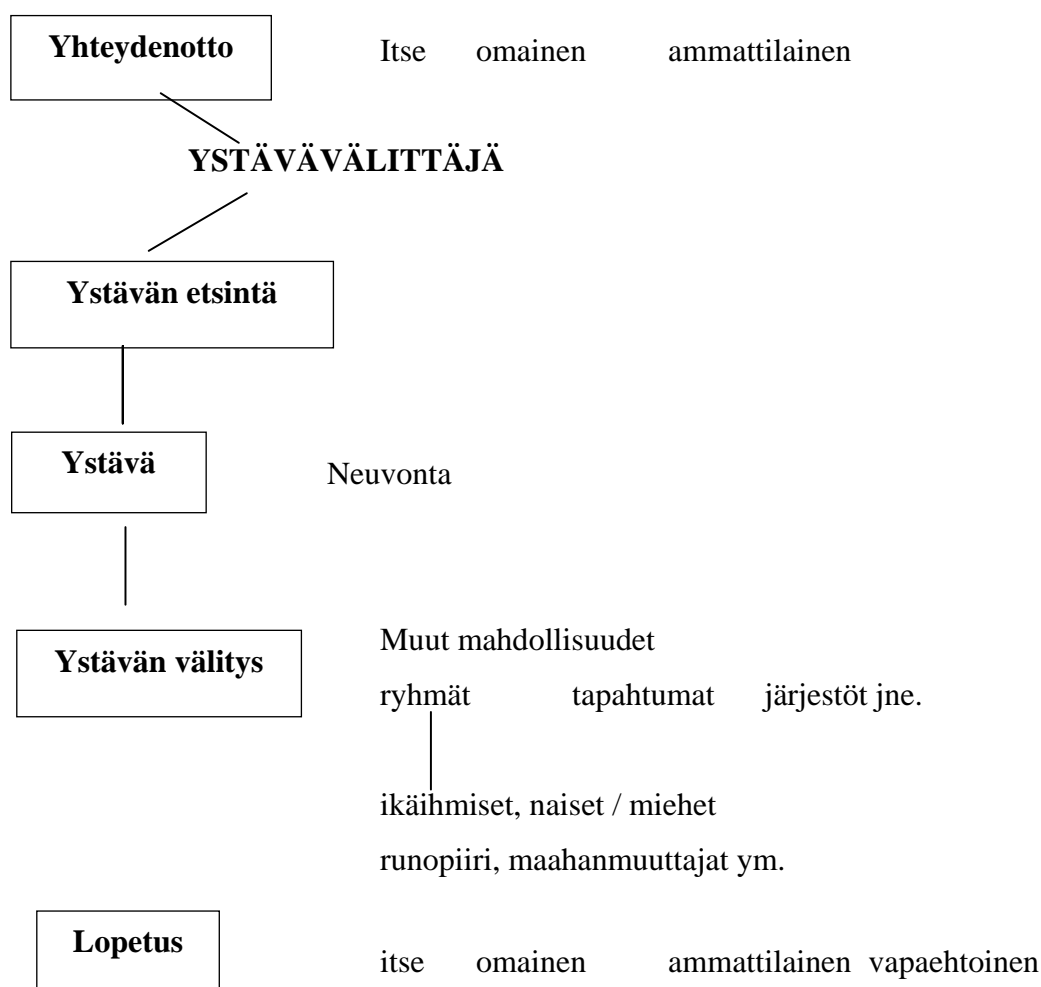 Yhteydenotto Itse omainen ammattilainen
YSTÄVÄVÄLITTÄJÄ
Ystävän etsintä
Ystävä
Neuvonta
Ystävän välitys
Muut mahdollisuudet
ryhmät tapahtumat järjestöt jne.
ikäihmiset, naiset / miehet
runopiiri, maahanmuuttajat ym.
Lopetus
itse omainen ammattilainen vapaehtoinen